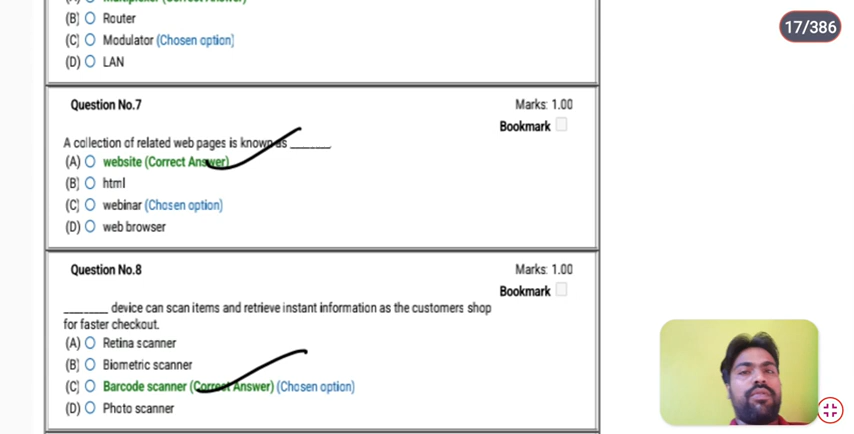 17/386
(B) Router
(C) Modulator (Chosen option)
(D) LAN
Question No.7
Marks: 1.00
Bookmark
A collection of related web pages is known as ________.
(A) website (Correct Answer)
(B) html
(C) webinar (Chosen option)
(D) web browser
Question No.8
Marks: 1.00
Bookmark
________ device can scan items and retrieve instant information as the customers shop
for faster checkout.
(A) Retina scanner
(B) Biometric scanner
(C) Barcode scanner (Correct Answer) (Chosen option)
(D) Photo scanner